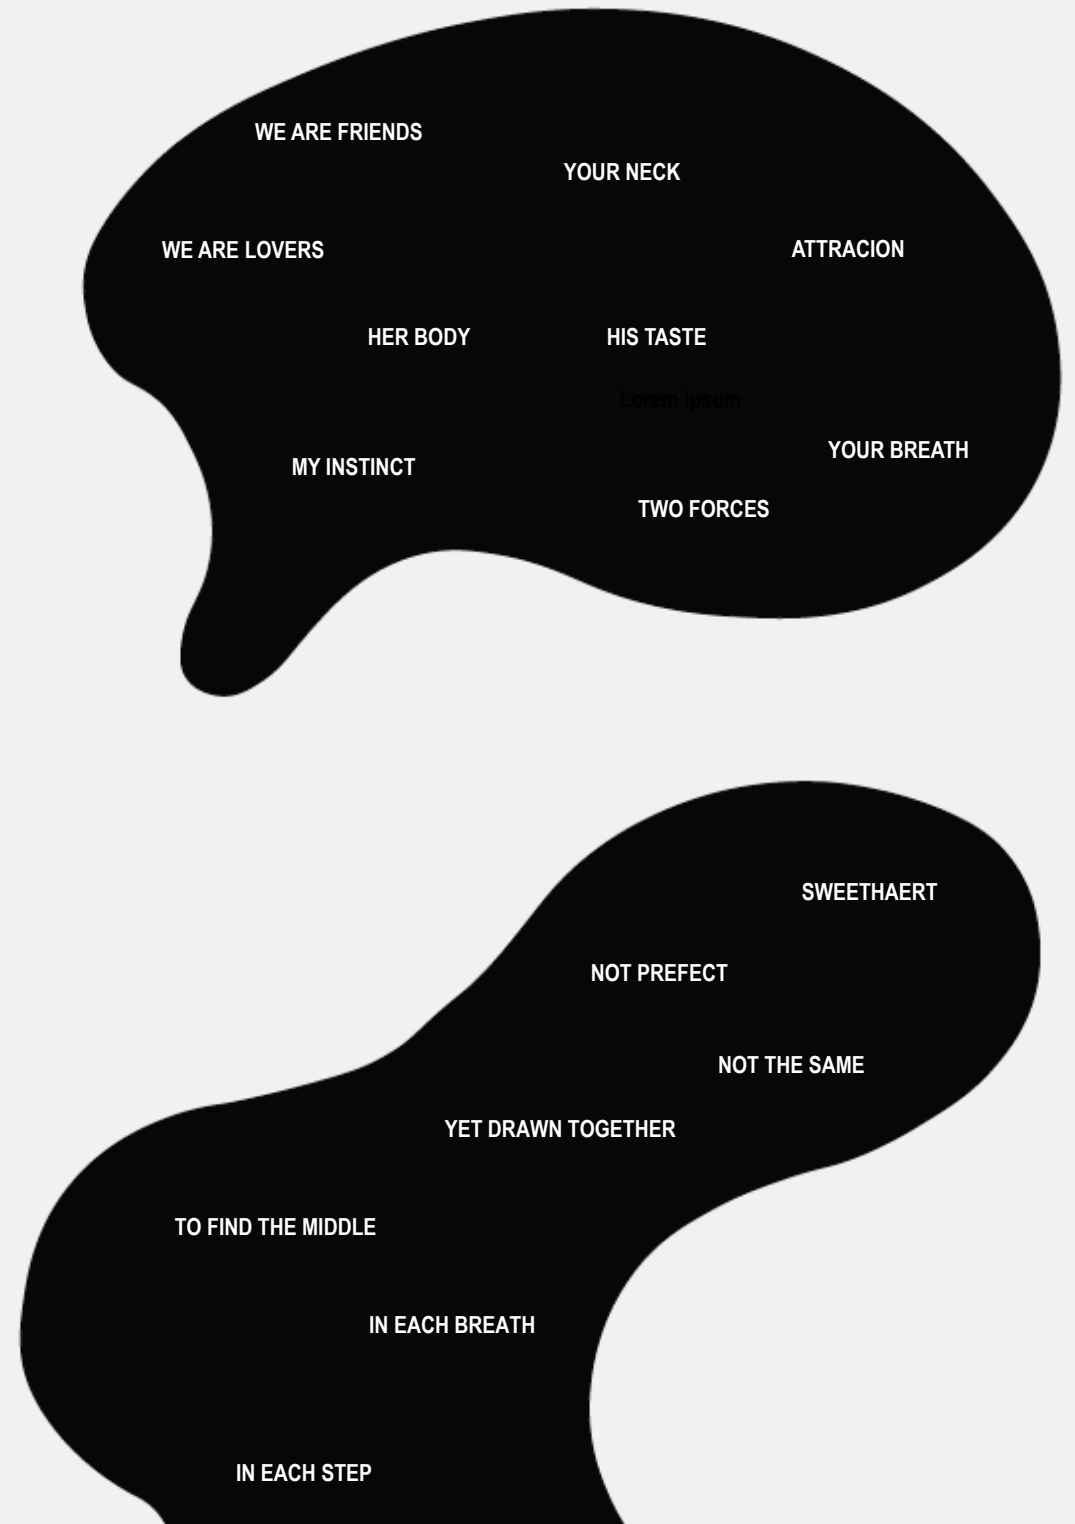 WE ARE FRIENDS
YOUR NECK
WE ARE LOVERS
ATTRACION
HER BODY
HIS TASTE
Lorem ipsum
YOUR BREATH
MY INSTINCT
TWO FORCES
SWEETHAERT
NOT PREFECT
NOT THE SAME
YET DRAWN TOGETHER
TO FIND THE MIDDLE
IN EACH BREATH
IN EACH STEP